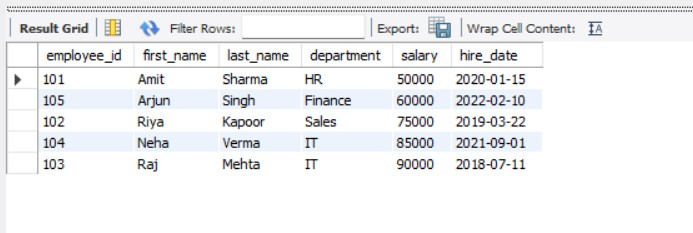 Result Grid Filter Rows: Export: Wrap Cell Content: IA
employee_id first_name last_name department salary hire_date
101 Amit Sharma HR 50000 2020-01-15
105 Arjun Singh Finance 60000 2022-02-10
102 Riya Kapoor Sales 75000 2019-03-22
104 Neha Verma IT 85000 2021-09-01
103 Raj Mehta IT 90000 2018-07-11